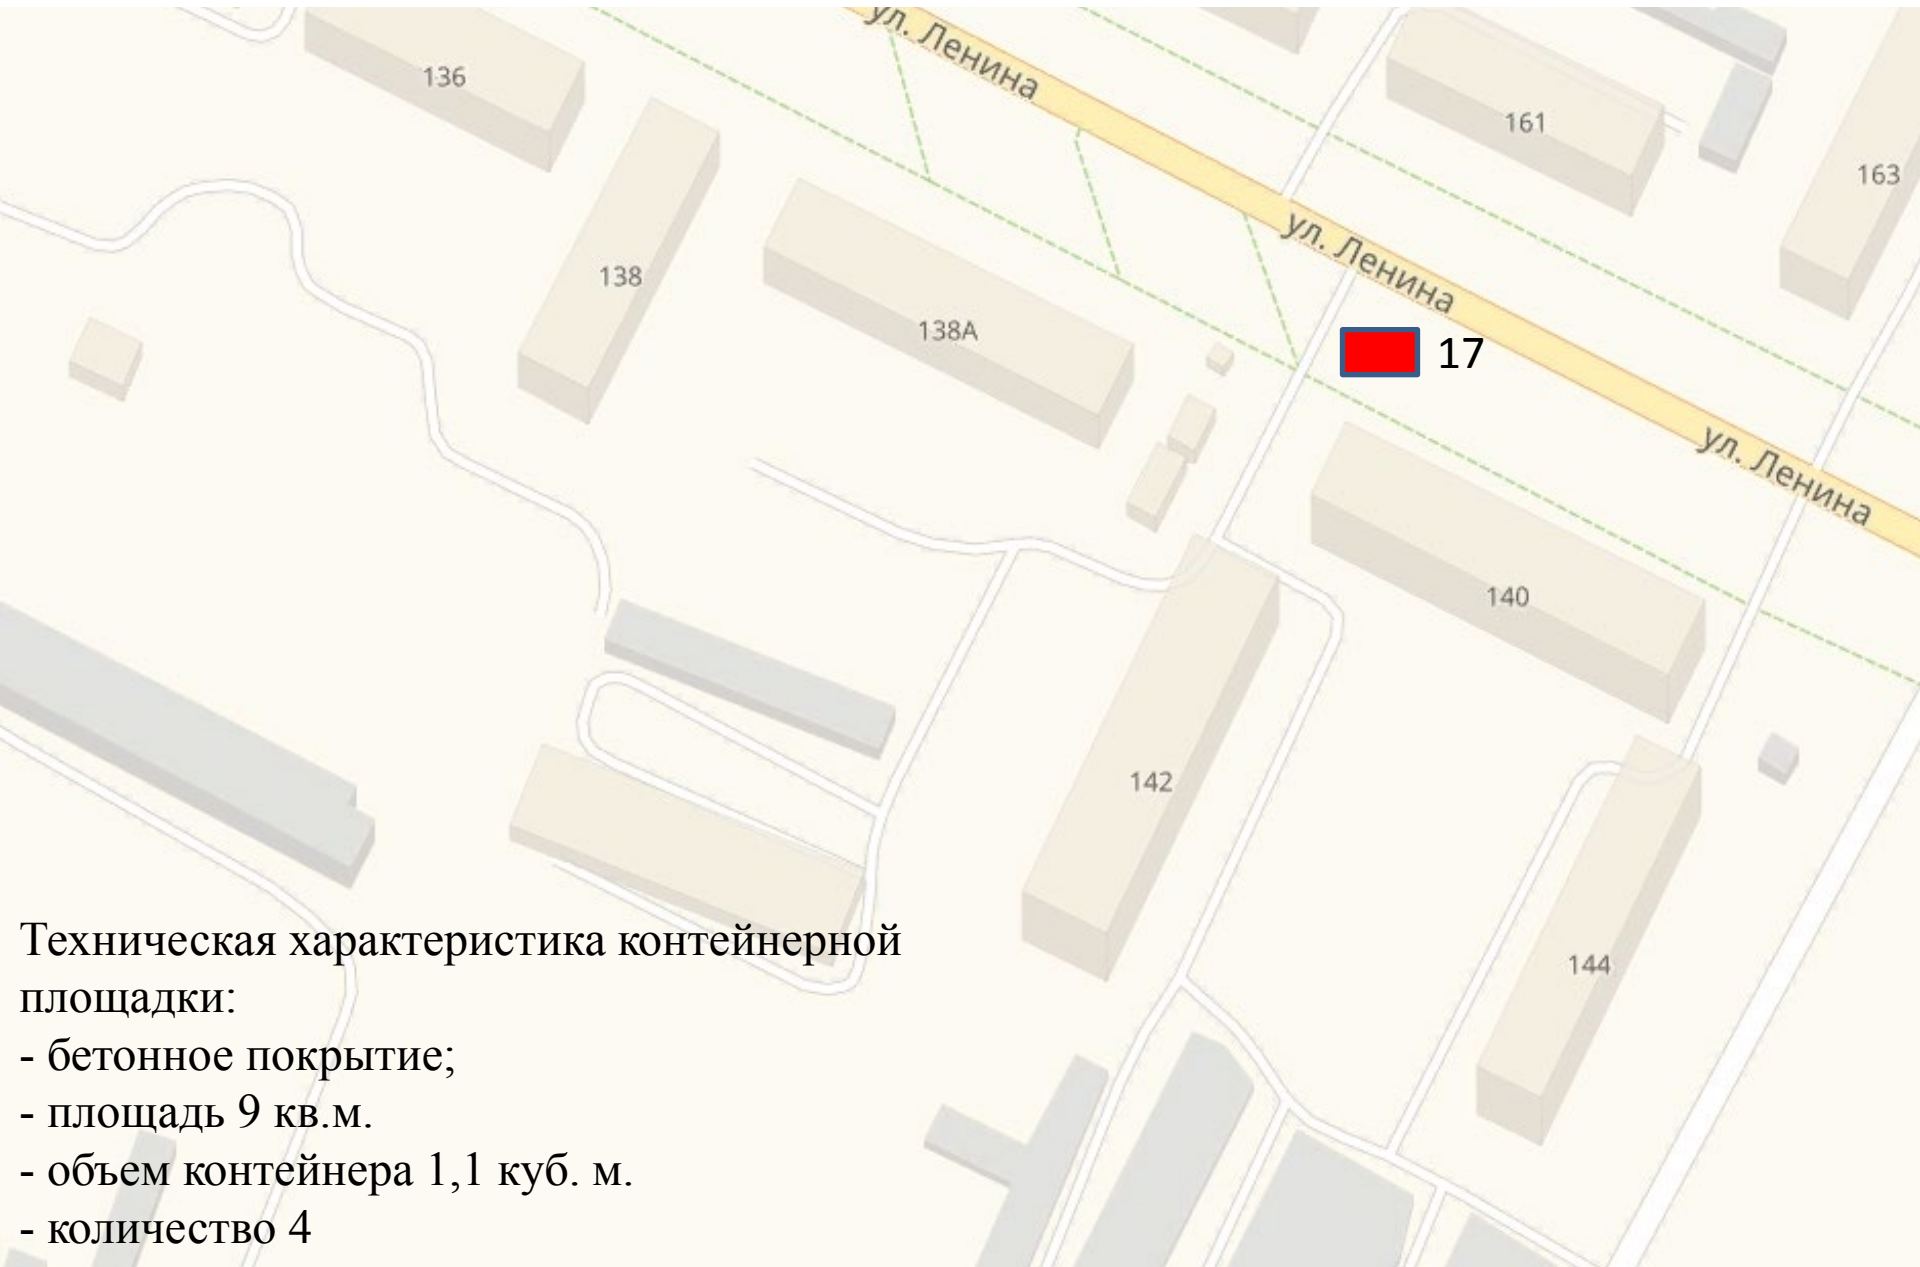 ул. Ленина
136
161
163
ул. Ленина
138
138А
17
ул. Ленина
140
142
144
Техническая характеристика контейнерной
площадки:
- бетонное покрытие;
- площадь 9 кв.м.
- объем контейнера 1,1 куб. м.
- количество 4